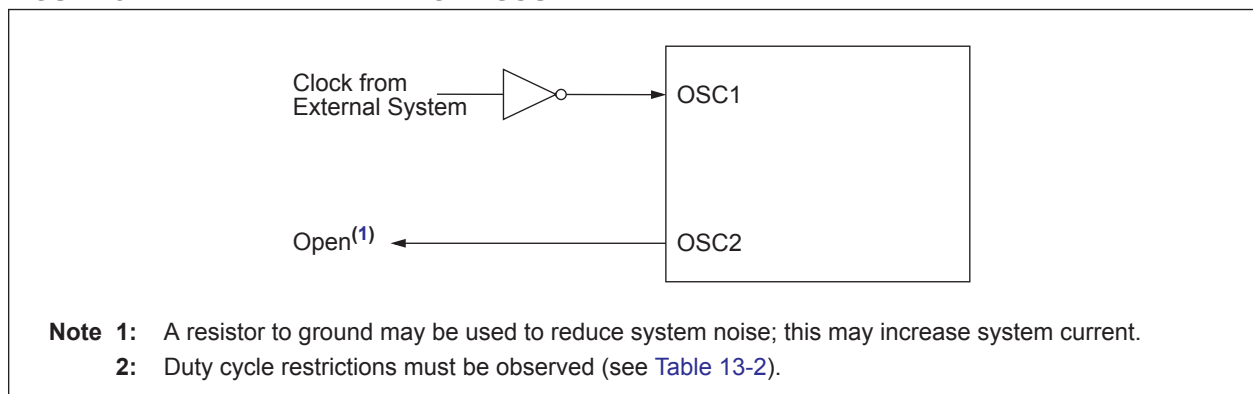 Clock from
External System
OSC1
Open(1)
OSC2
Note 1: A resistor to ground may be used to reduce system noise; this may increase system current.
2: Duty cycle restrictions must be observed (see Table 13-2).